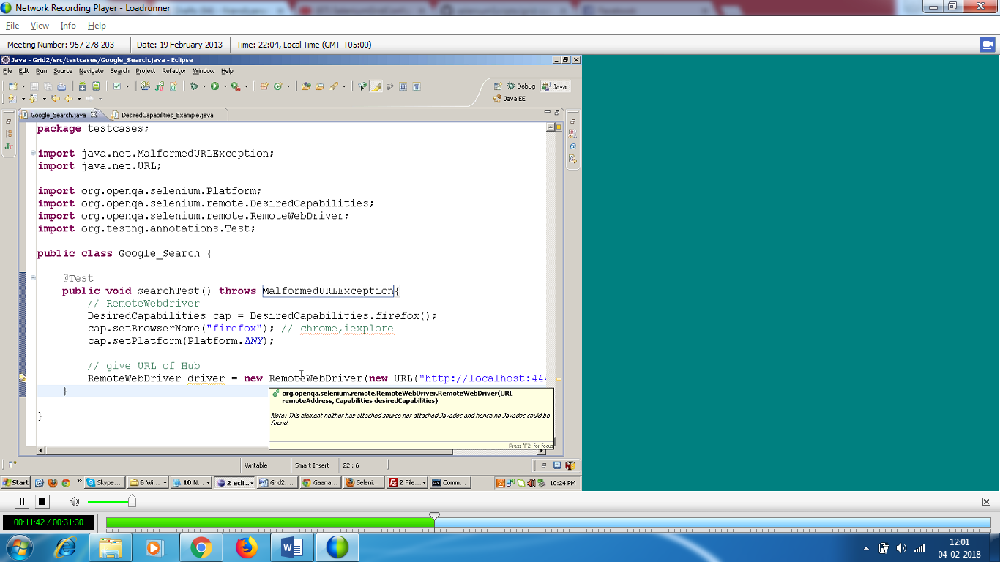 Network Recording Player - Loadrunner
File View Info Help
Meeting Number: 957 278 203 Date: 19 February 2013 Time: 22:04, Local Time (GMT +05:00)
Java - Grid2/src/testcases/Google_Search.java - Eclipse
File Edit Run Source Navigate Search Project Refactor Window Help
Debug Java
Java EE
Google_Search.java DesiredCapabilities_Example.java
package testcases;
import java.net.MalformedURLException;
import java.net.URL;
import org.openqa.selenium.Platform;
import org.openqa.selenium.remote.DesiredCapabilities;
import org.openqa.selenium.remote.RemoteWebDriver;
import org.testng.annotations.Test;
public class Google_Search {
@Test
public void searchTest() throws MalformedURLException{
// RemoteWebdriver
DesiredCapabilities cap = DesiredCapabilities.firefox();
cap.setBrowserName("firefox"); // chrome,iexplore
cap.setPlatform(Platform.ANY);
// give URL of Hub
RemoteWebDriver driver = new RemoteWebDriver(new URL("http://localhost:44
}
org.openqa.selenium.remote.RemoteWebDriver.RemoteWebDriver(URL
remoteAddress, Capabilities desiredCapabilities)
Note: This element neither has attached source nor attached Javadoc and hence no Javadoc could be
found.
}
Press 'F2' for focus
Writable Smart Insert 22 : 6
Start » Skype... 6 Wi... 10 N... 2 ecli... Grid2.... Gaana... Seleni... 2 File... Comm... 10:24 PM
00:11:42 / 00:31:30
12:01
04-02-2018